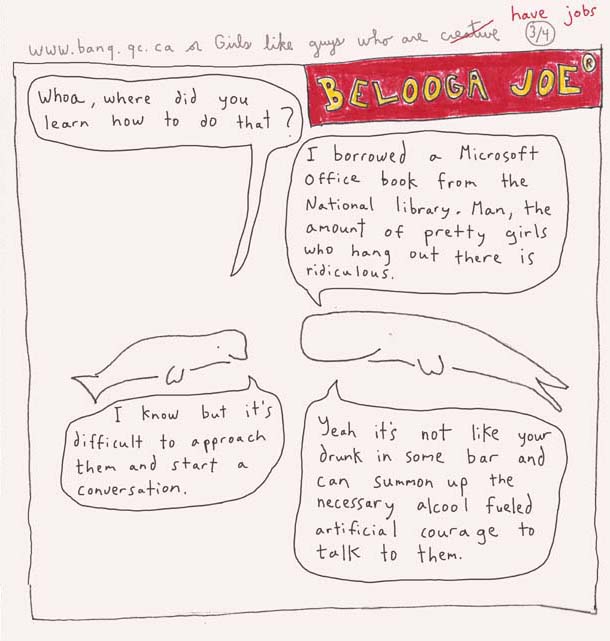 have jobs
www.banq.qc.ca or Girls like guys who are creative 3/4
BELOOGA JOE®
Whoa, where did you
learn how to do that?
I borrowed a Microsoft
Office book from the
National library. Man, the
amount of pretty girls
who hang out there is
ridiculous.
I know but it's
difficult to approach
them and start a
conversation.
Yeah it's not like your
drunk in some bar and
can summon up the
necessary alcool fueled
artificial courage to
talk to them.